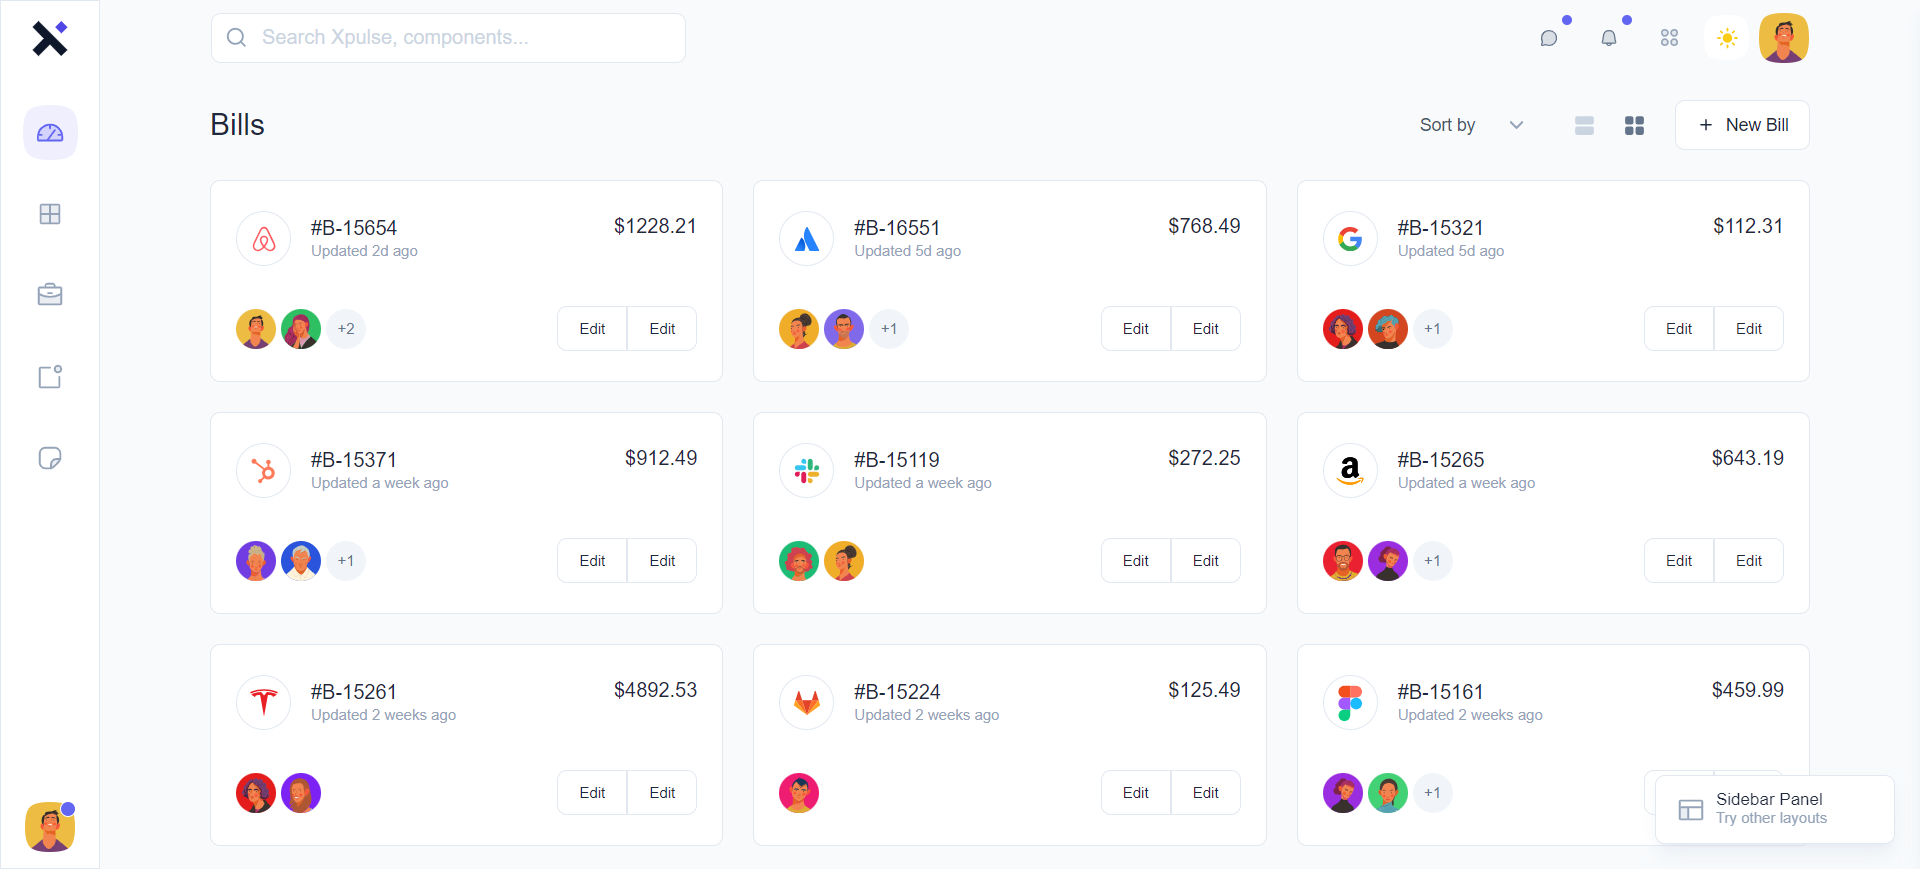 Search Xpulse, components...
Bills
Sort by
New Bill
#B-15654
$1228.21
Updated 2d ago
+2
Edit
Edit
#B-16551
$768.49
Updated 5d ago
+1
Edit
Edit
#B-15321
$112.31
Updated 5d ago
+1
Edit
Edit
#B-15371
$912.49
Updated a week ago
+1
Edit
Edit
#B-15119
$272.25
Updated a week ago
Edit
Edit
#B-15265
$643.19
Updated a week ago
+1
Edit
Edit
#B-15261
$4892.53
Updated 2 weeks ago
Edit
Edit
#B-15224
$125.49
Updated 2 weeks ago
Edit
Edit
#B-15161
$459.99
Updated 2 weeks ago
+1
Sidebar Panel
Try other layouts